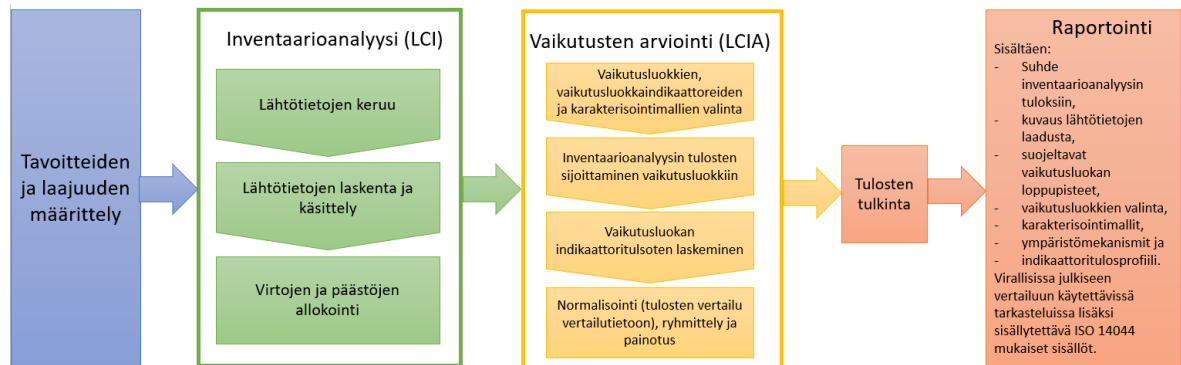 Tavoitteiden
ja laajuuden
määrittely
Inventaarioanalyysi (LCI)
Lähtötietojen keruu
Lähtötietojen laskenta ja
käsittely
Virtojen ja päästöjen
allokointi
Vaikutusten arviointi (LCIA)
Vaikutusluokkien,
vaikutusluokkaindikaattoreiden
ja karakterisointimallien valinta
Inventaarioanalyysin tulosten
sijoittaminen vaikutusluokkiin
Vaikutusluokan
indikaattoritulsoten laskeminen
Normalisointi (tulosten vertailu
vertailutietoon), ryhmittely ja
painotus
Tulosten
tulkinta
Raportointi
Sisältäen:
- Suhde
inventaarioanalyysin
tuloksiin,
- kuvaus lähtötietojen
laadusta,
- suojeltavat
vaikutusluokan
loppupisteet,
- vaikutusluokkien valinta,
- karakterisointimallit,
- ympäristömekanismit ja
- indikaattoritulosprofiili.
Virallisissa julkiseen
vertailuun käytettävissä
tarkasteluissa lisäksi
sisällytettävä ISO 14044
mukaiset sisällöt.